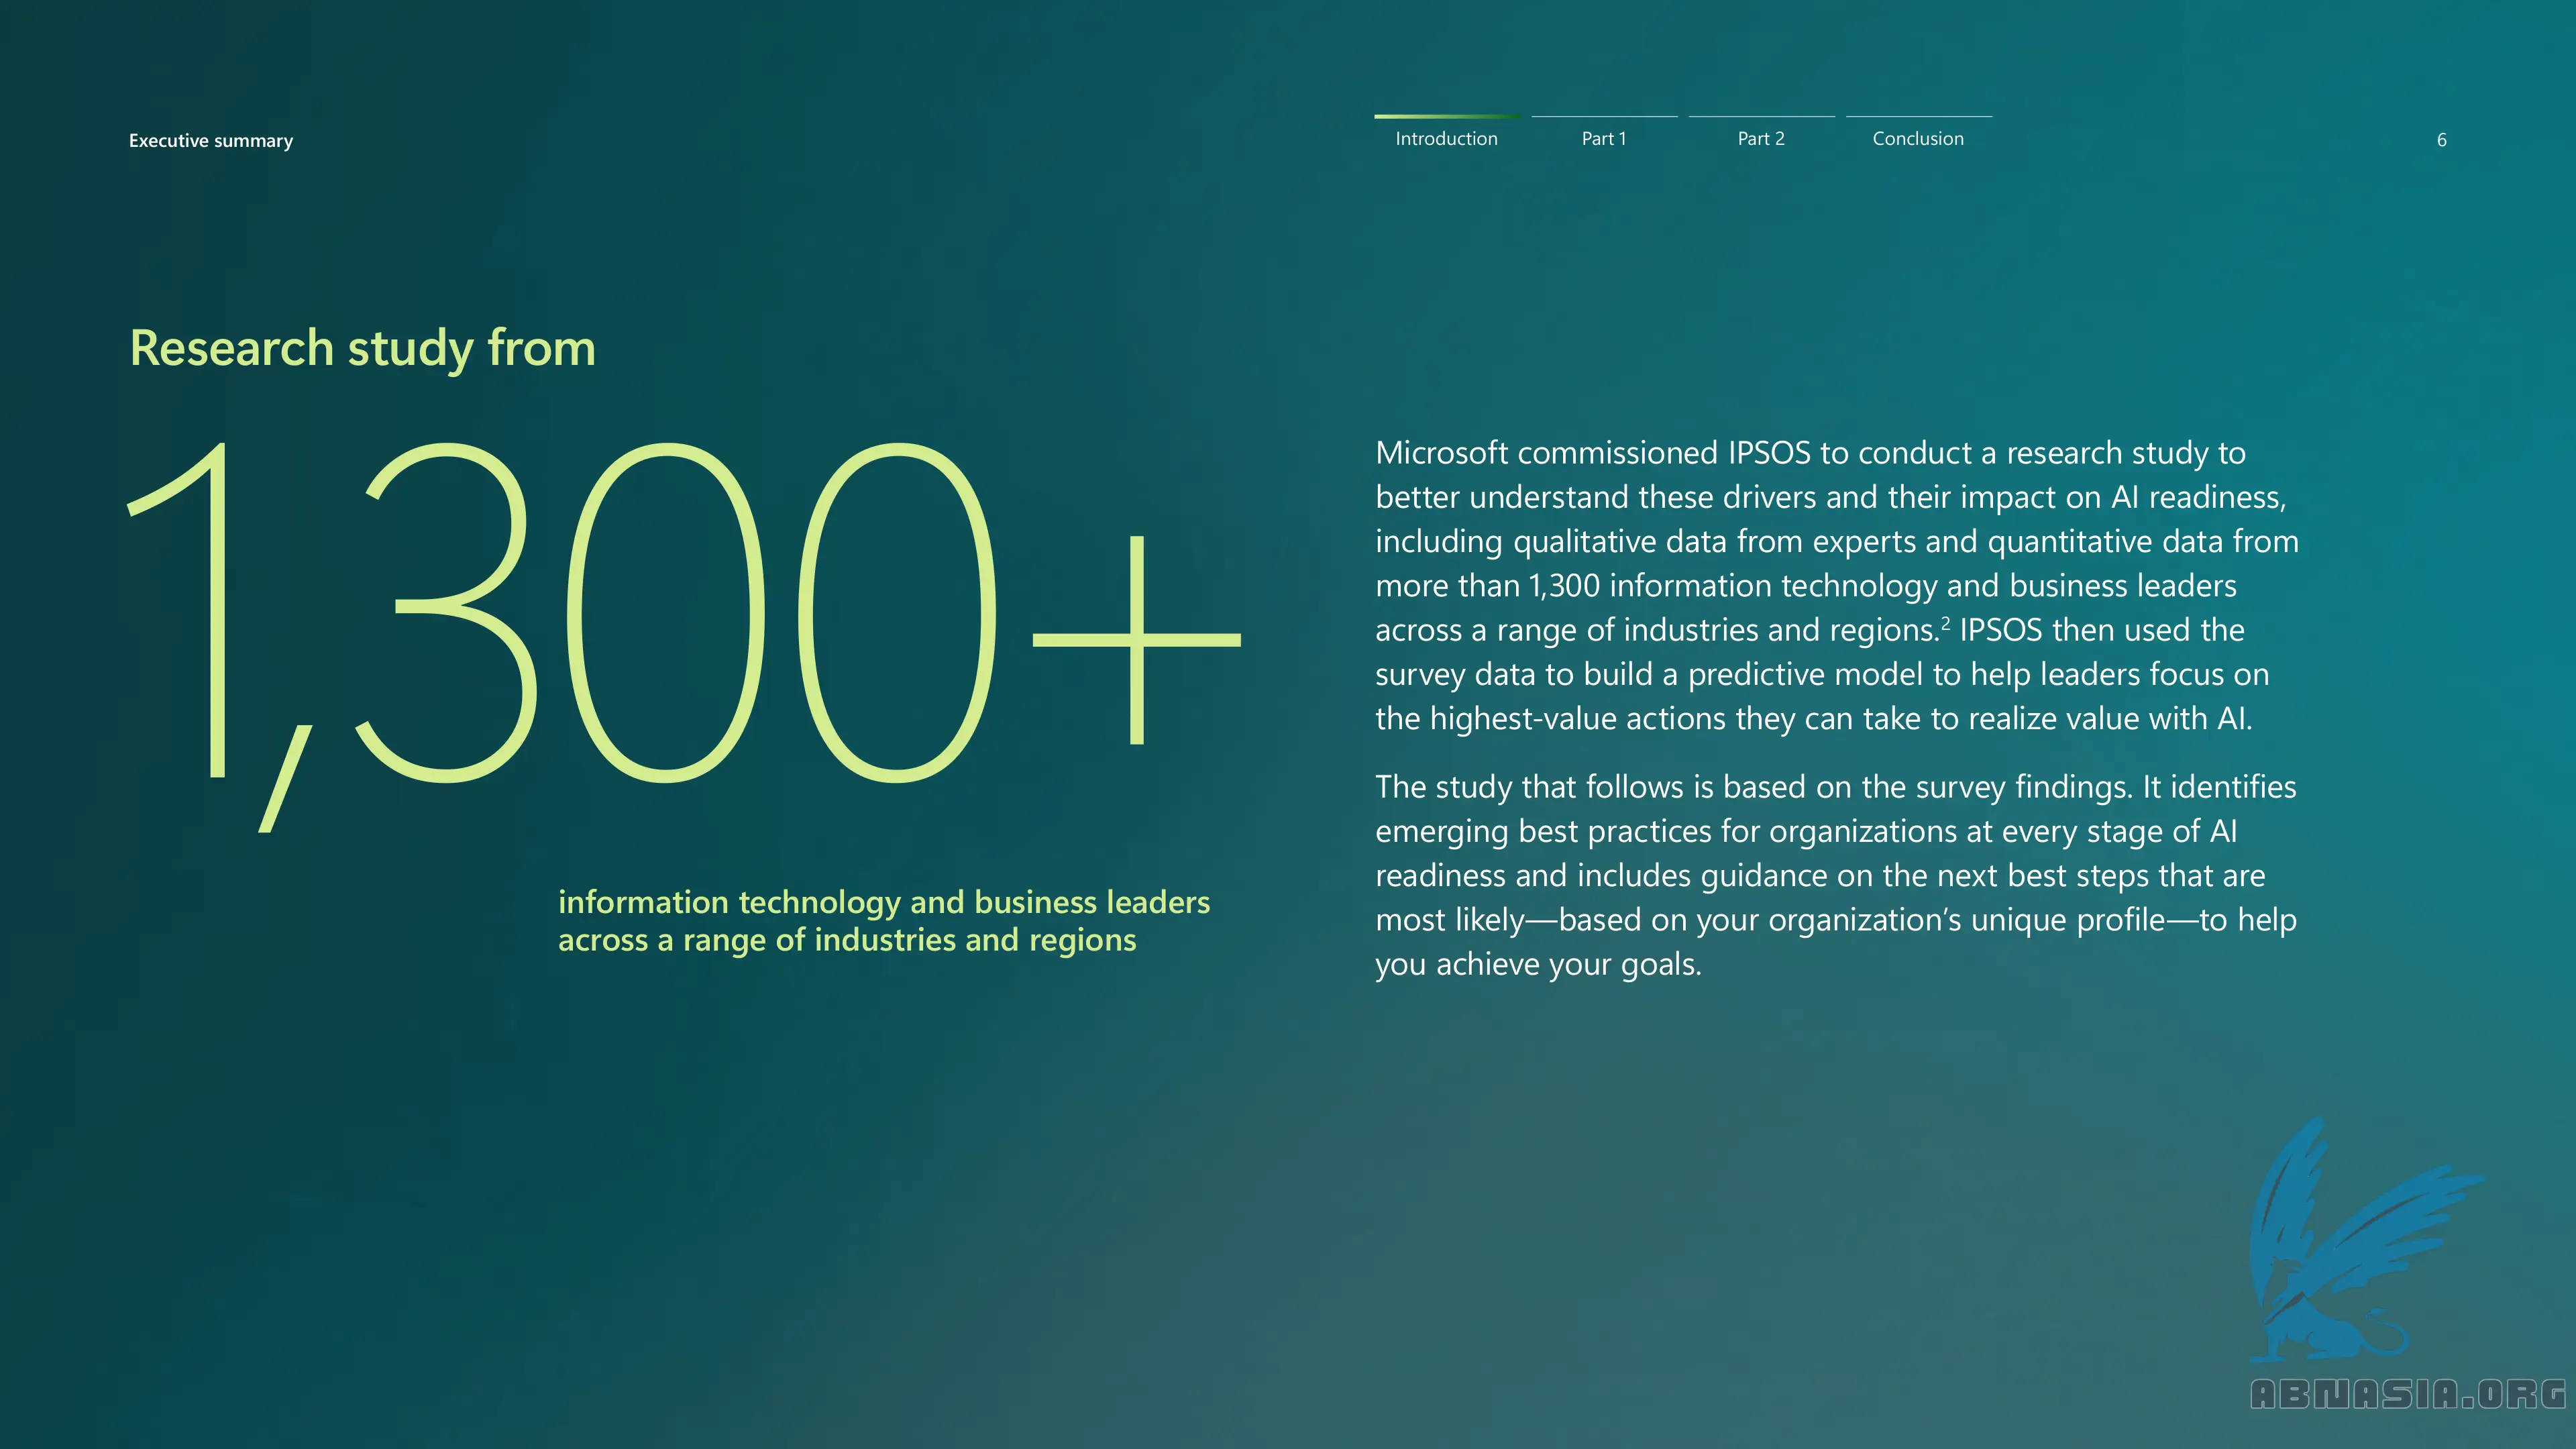 Executive summary
Introduction
Part 1
Part 2
Conclusion
6
Research study from
1,300+
information technology and business leaders
across a range of industries and regions
Microsoft commissioned IPSOS to conduct a research study to
better understand these drivers and their impact on AI readiness,
including qualitative data from experts and quantitative data from
more than 1,300 information technology and business leaders
across a range of industries and regions.² IPSOS then used the
survey data to build a predictive model to help leaders focus on
the highest-value actions they can take to realize value with AI.
The study that follows is based on the survey findings. It identifies
emerging best practices for organizations at every stage of AI
readiness and includes guidance on the next best steps that are
most likely—based on your organization’s unique profile—to help
you achieve your goals.
ABNASIA.ORG